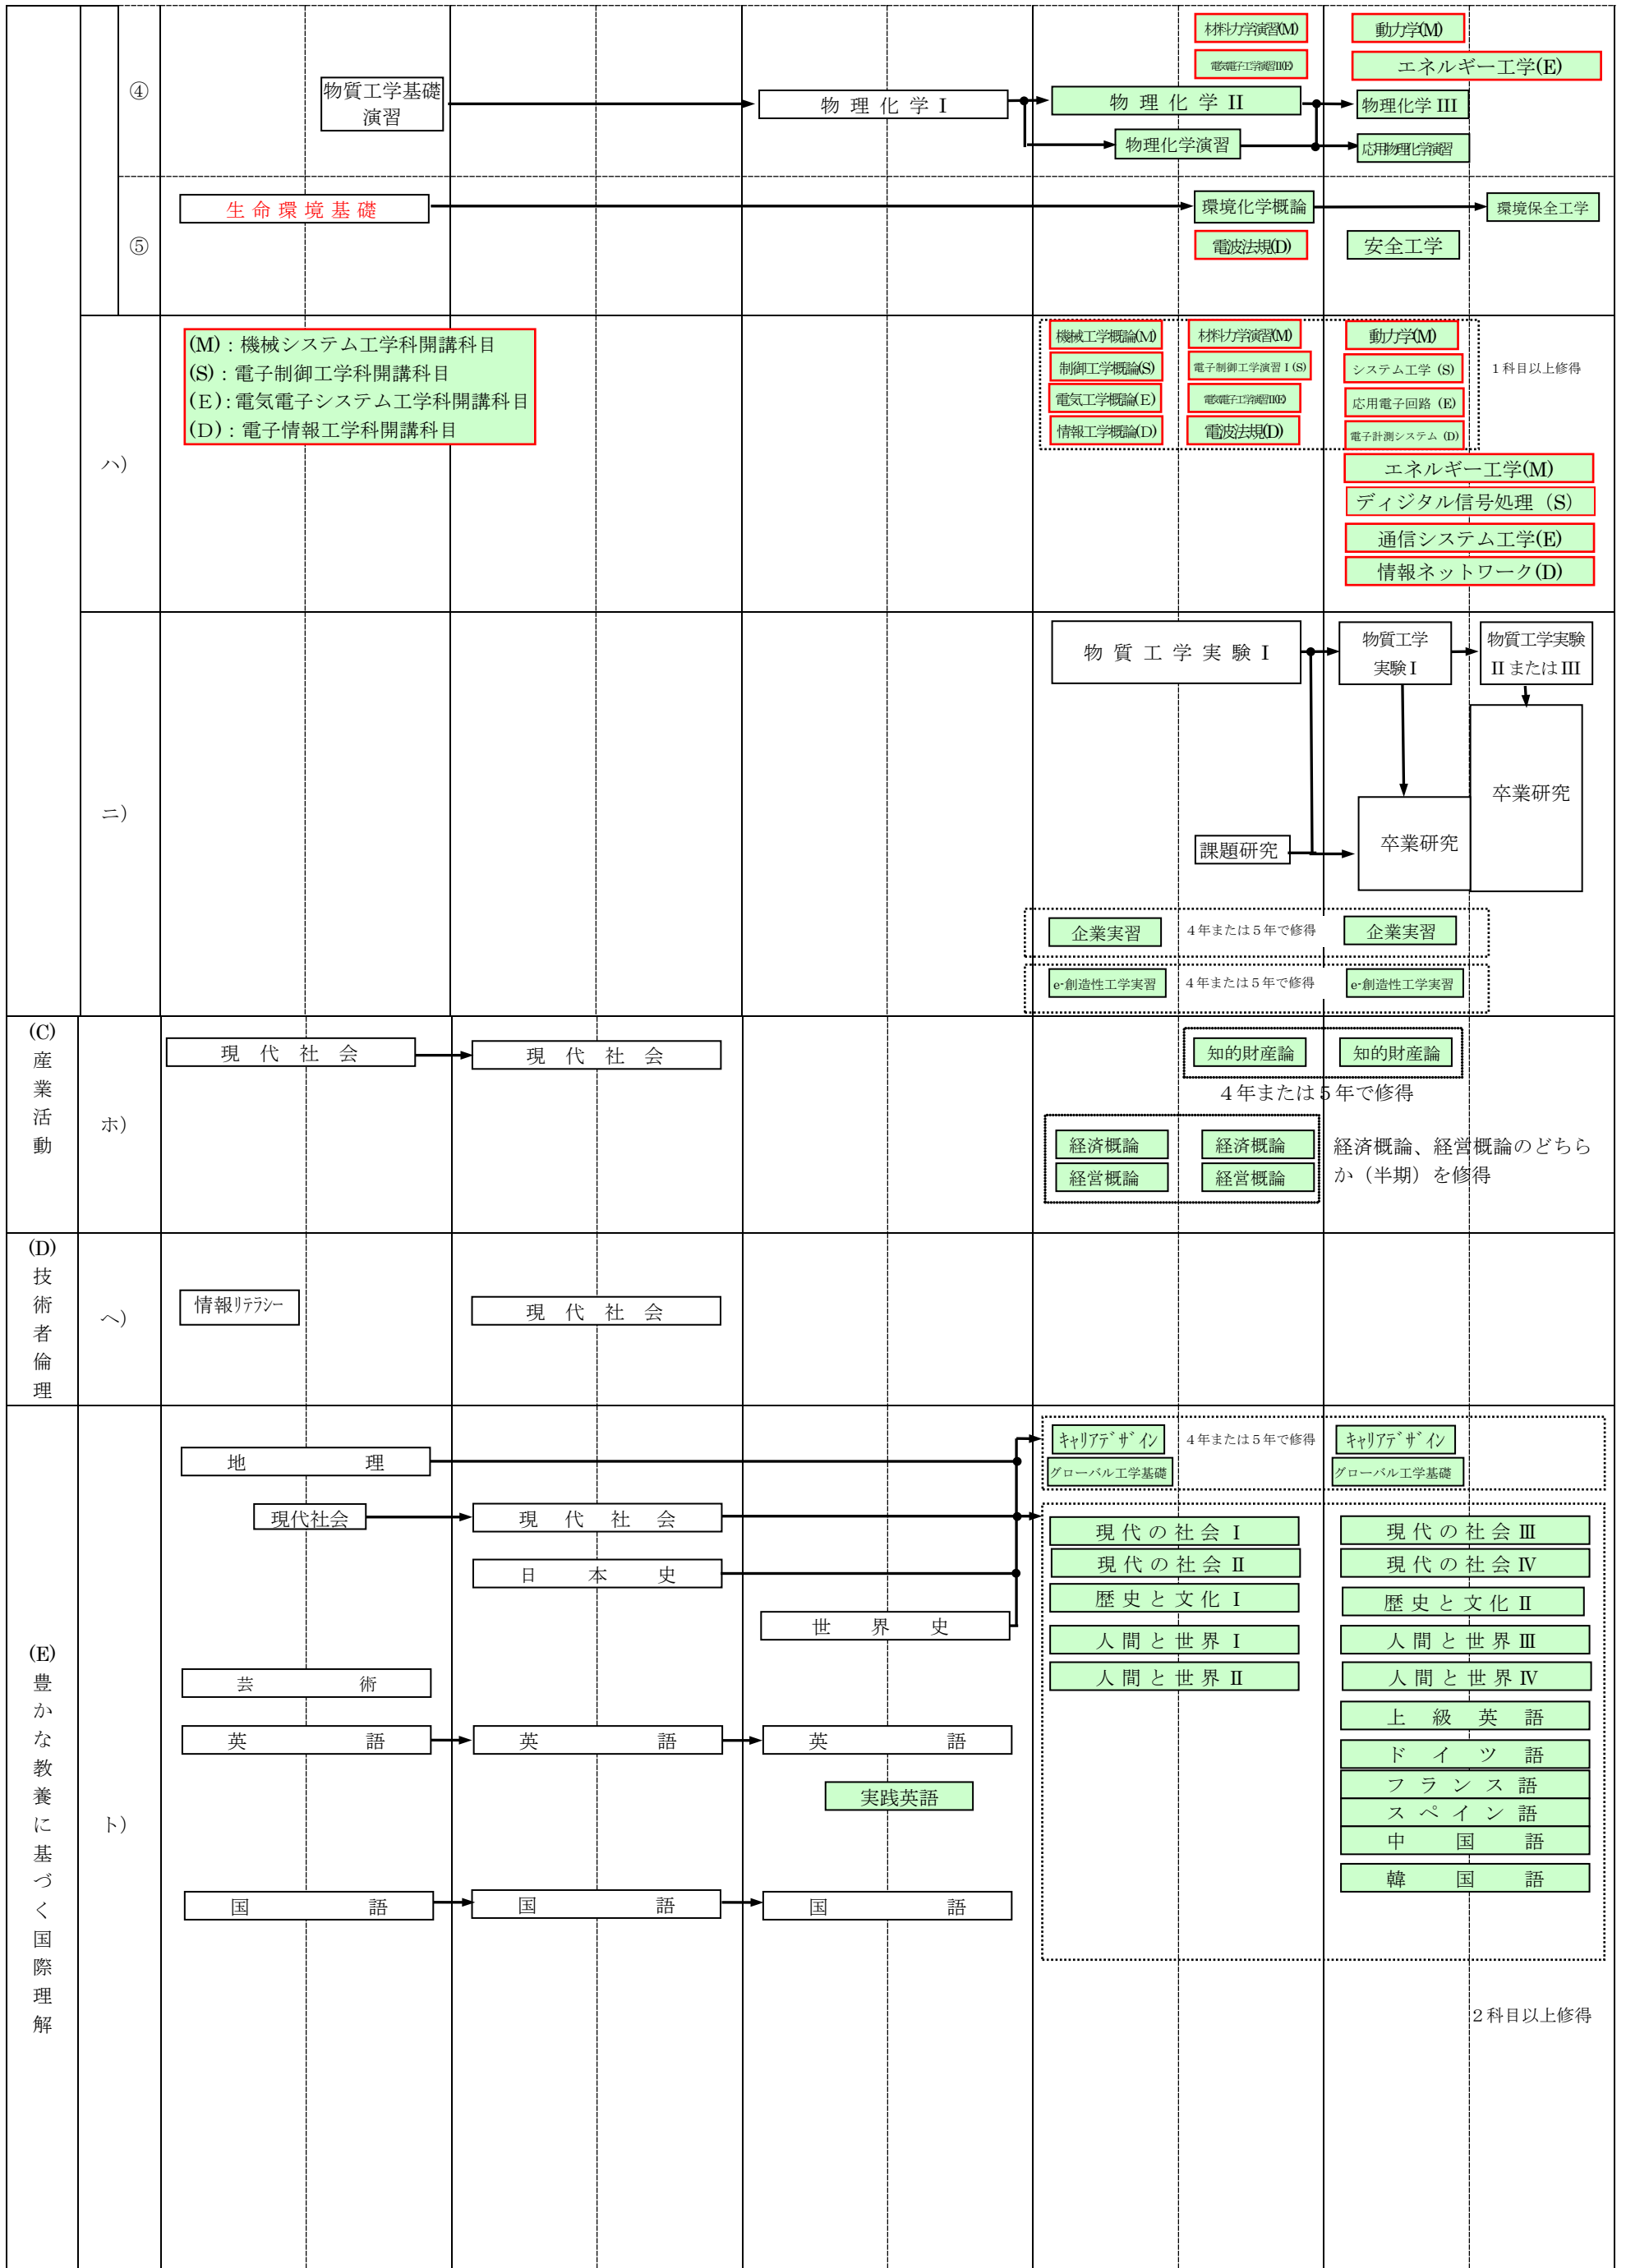 材料力学演習(M)
動力学(M)
電気電子工学演習II(E)
エネルギー工学(E)
④
物質工学基礎
演習
物 理 化 学 I
物 理 化 学 II
物理化学 III
物理化学演習
応用物理化学演習
⑤
生 命 環 境 基 礎
環境化学概論
環境保全工学
電波法規(D)
安全工学
ハ)
(M)：機械システム工学科開講科目
(S)：電子制御工学科開講科目
(E)：電気電子システム工学科開講科目
(D)：電子情報工学科開講科目
機械工学概論(M)
材料力学演習(M)
動力学(M)
制御工学概論(S)
電子制御工学演習 I (S)
システム工学 (S)
1 科目以上修得
電気工学概論(E)
電気電子工学演習II(E)
応用電子回路 (E)
情報工学概論(D)
電波法規(D)
電子計測システム (D)
エネルギー工学(M)
ディジタル信号処理（S）
通信システム工学(E)
情報ネットワーク(D)
ニ)
物 質 工 学 実 験 I
物質工学
実験 I
物質工学実験
II または III
卒業研究
課題研究
卒業研究
企業実習
4 年または 5 年で修得
企業実習
e-創造性工学実習
4 年または 5 年で修得
e-創造性工学実習
(C)
産
業
活
動
ホ)
現 代 社 会
現 代 社 会
知的財産論
知的財産論
４年または５年で修得
経済概論
経済概論
経営概論
経営概論
経済概論、経営概論のどちら
か（半期）を修得
(D)
技
術
者
倫
理
ヘ)
情報リテラシー
現 代 社 会
(E)
豊
か
な
教
養
に
基
づ
く
国
際
理
解
ト)
キャリアデザイン
4 年または 5 年で修得
キャリアデザイン
グローバル工学基礎
グローバル工学基礎
地 理
現代社会
現 代 社 会
日 本 史
世 界 史
現 代 の 社 会 I
現 代 の 社 会 III
現 代 の 社 会 II
現 代 の 社 会 IV
歴 史 と 文 化 I
歴 史 と 文 化 II
人 間 と 世 界 I
人 間 と 世 界 III
人 間 と 世 界 II
人 間 と 世 界 IV
芸 術
英 語
英 語
英 語
実践英語
上 級 英 語
ド イ ツ 語
フ ラ ン ス 語
ス ペ イ ン 語
中 国 語
韓 国 語
国 語
国 語
国 語
２科目以上修得